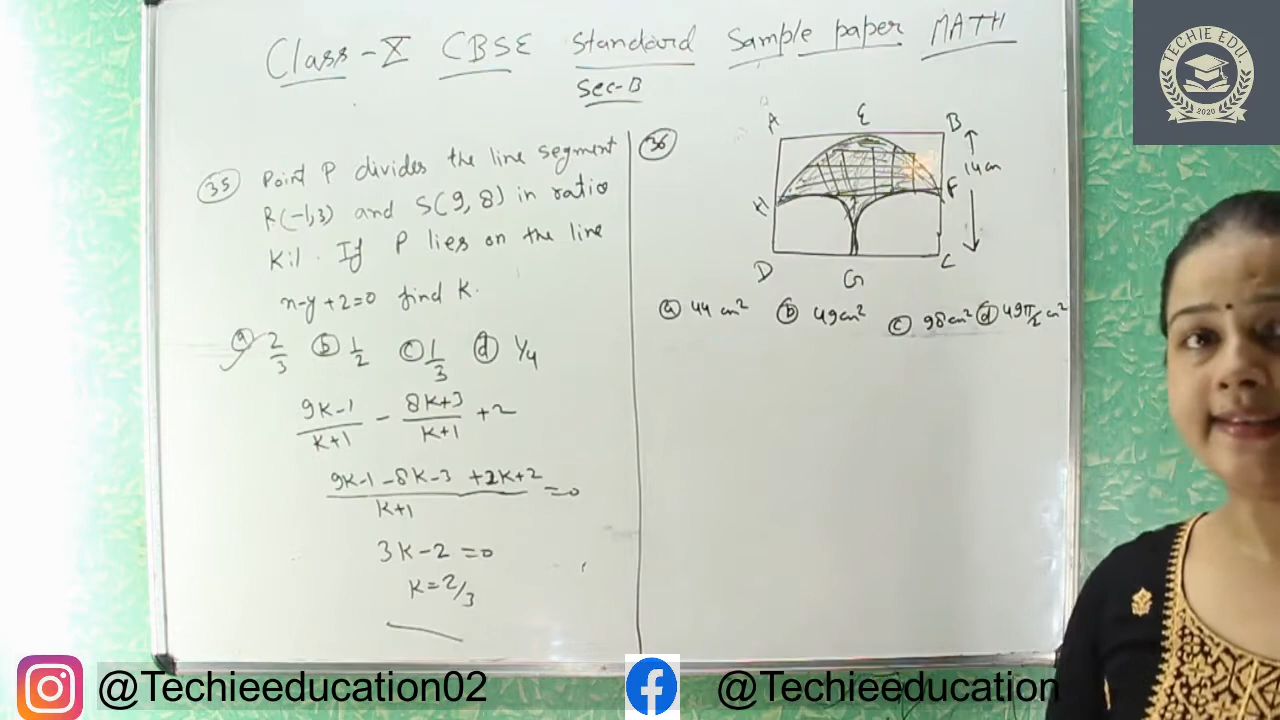 Class-X CBSE Standard Sample paper MATH
Sec-B
35 Point P divides the line segment
R(-1,3) and S(9, 8) in ratio
K:1. If P lies on the line
x-y+2=0 find K.
a 2/3 b 1/2 c 1/3 d 1/4
9K-1/K+1 - 8K+3/K+1 +2
9K-1-8K-3+2K+2/K+1 =0
3K-2=0
K=2/3
36
A E B
14cm
H F
D G C
a 44 cm² b 49cm² c 98cm² d 49π/2 cm²
TECHIE EDU.
2020
@Techieeducation02
@Techieeducation